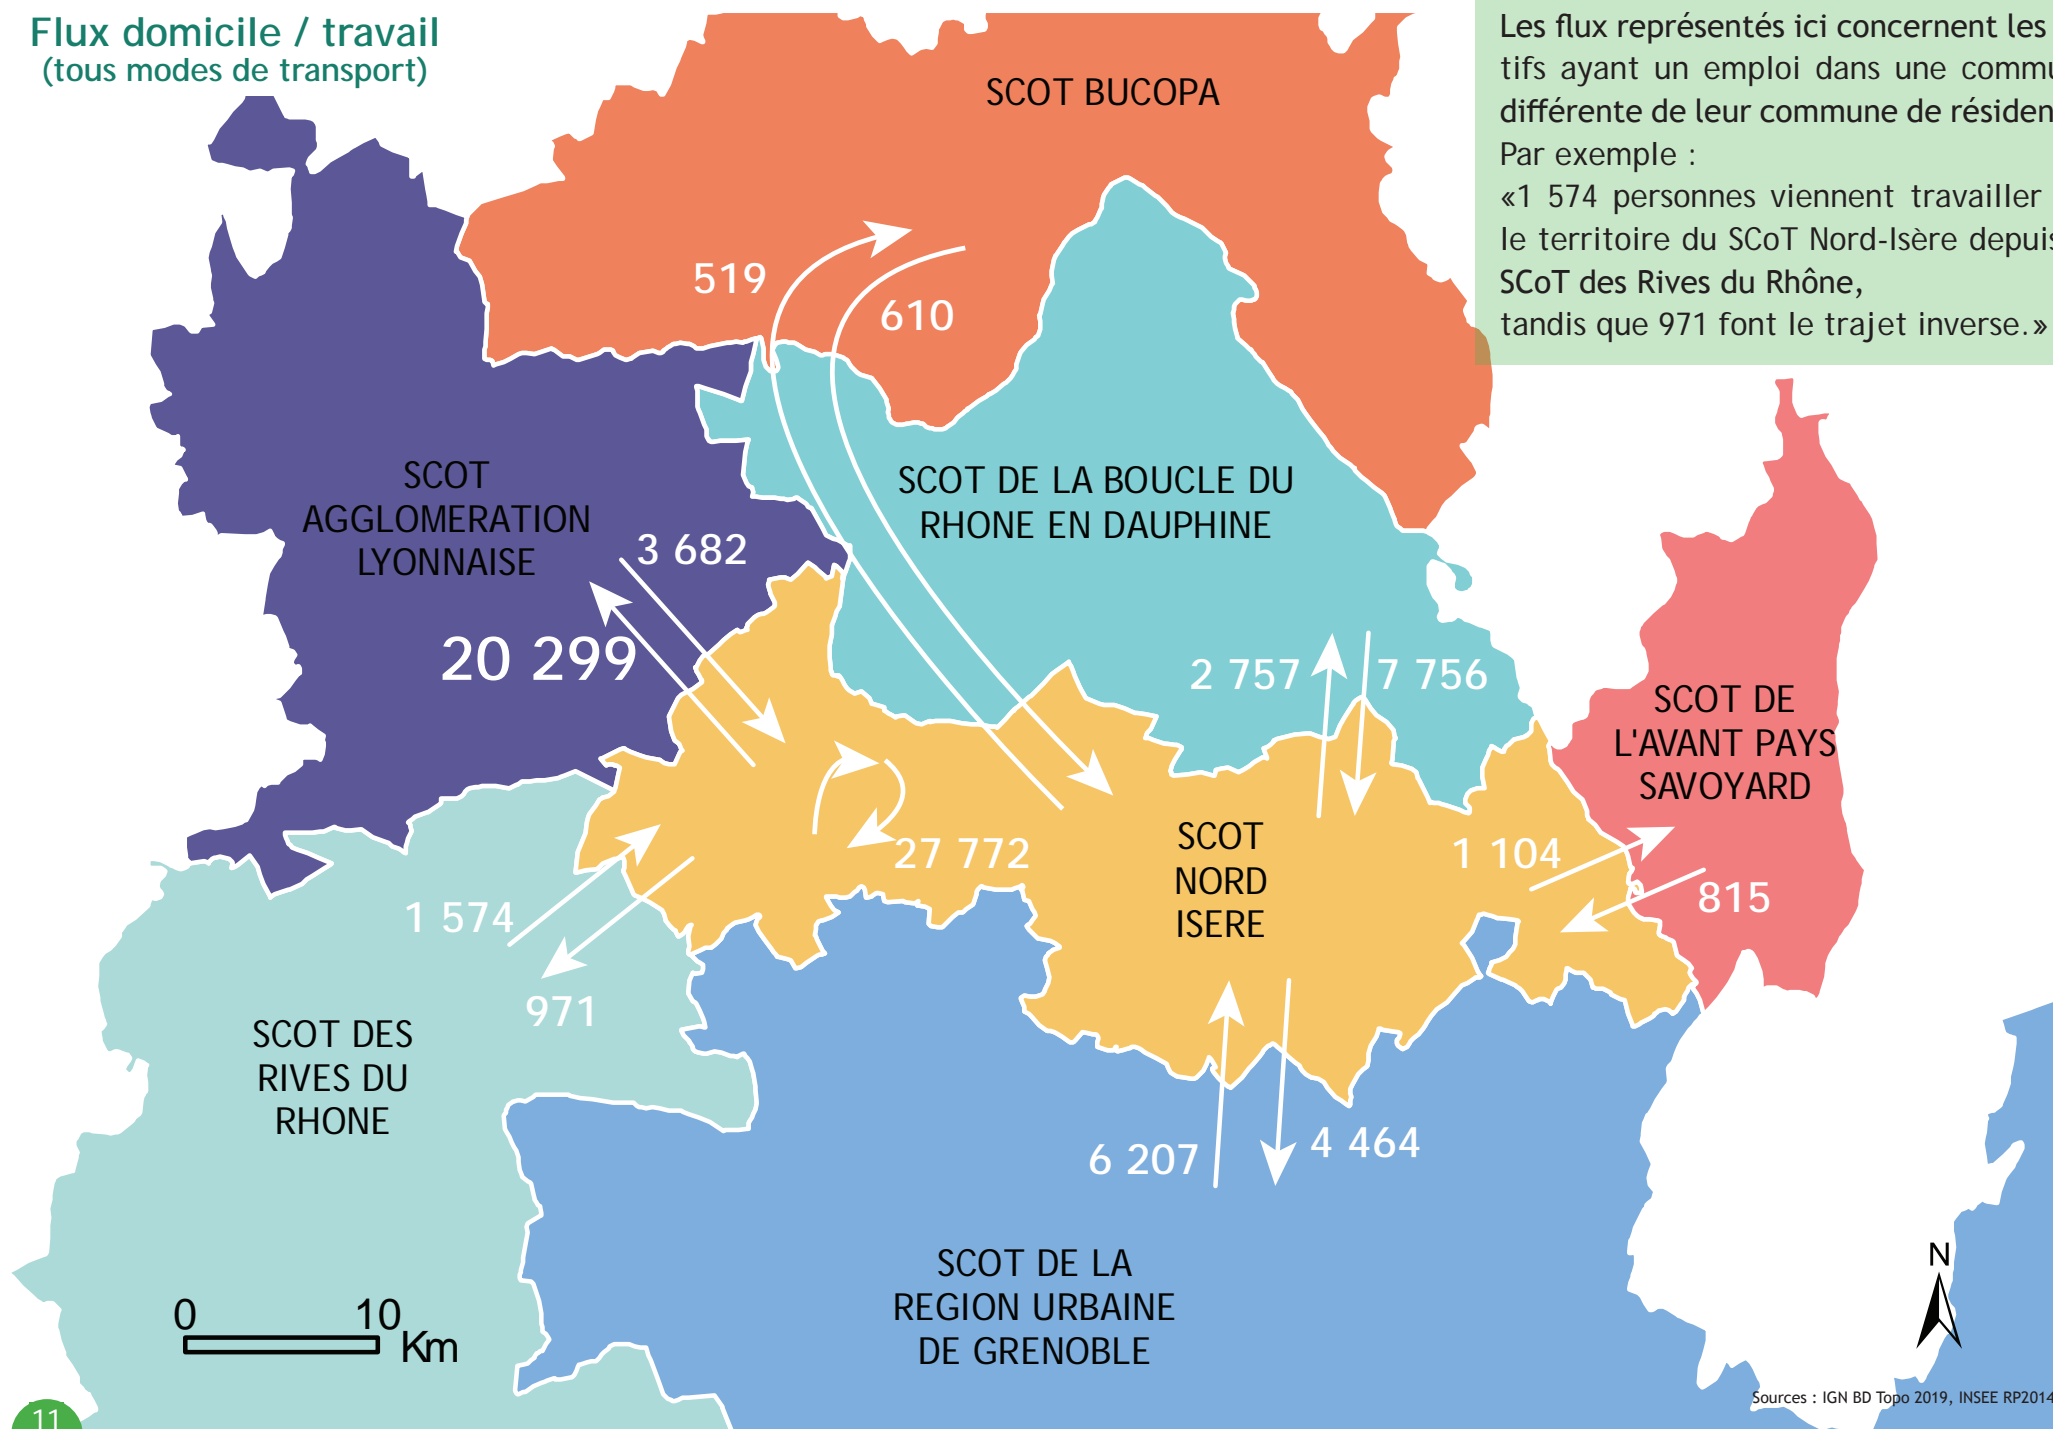 Flux domicile / travail
(tous modes de transport)
Les flux représentés ici concernent les
tifs ayant un emploi dans une commu
différente de leur commune de résiden
Par exemple :
«1 574 personnes viennent travailler
le territoire du SCoT Nord-Isère depuis
SCoT des Rives du Rhône,
tandis que 971 font le trajet inverse.»
SCOT BUCOPA
519
610
SCOT
AGGLOMERATION
LYONNAISE
3 682
20 299
SCOT DE LA BOUCLE DU
RHONE EN DAUPHINE
2 757
7 756
SCOT DE
L'AVANT PAYS
SAVOYARD
27 772
SCOT
NORD
ISERE
1 104
815
1 574
971
SCOT DES
RIVES DU
RHONE
6 207
4 464
SCOT DE LA
REGION URBAINE
DE GRENOBLE
0
10
Km
N
Sources : IGN BD Topo 2019, INSEE RP2014
11